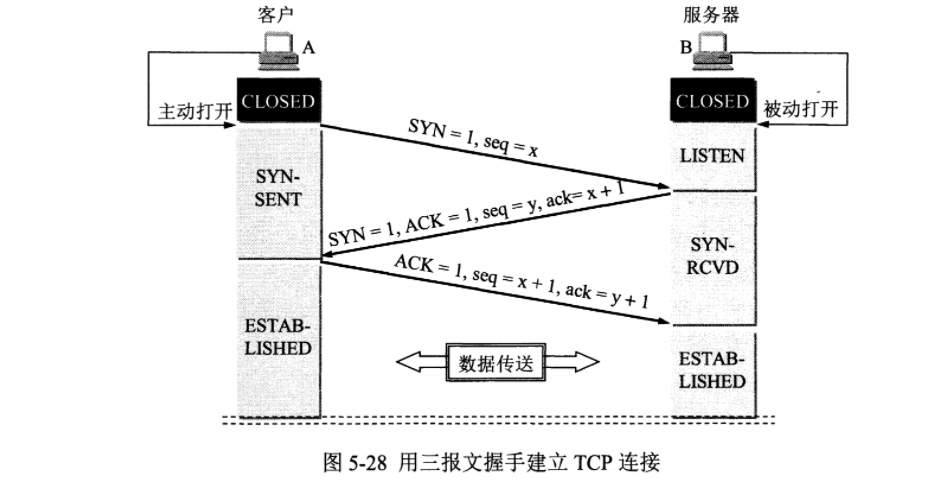 客户
服务器
A
B
CLOSED
CLOSED
主动打开
被动打开
SYN = 1, seq = x
LISTEN
SYN-
SENT
SYN = 1, ACK = 1, seq = y, ack= x + 1
SYN-
RCVD
ACK = 1, seq = x + 1, ack = y + 1
ESTAB-
LISHED
数据传送
ESTAB-
LISHED
图 5-28 用三报文握手建立 TCP 连接